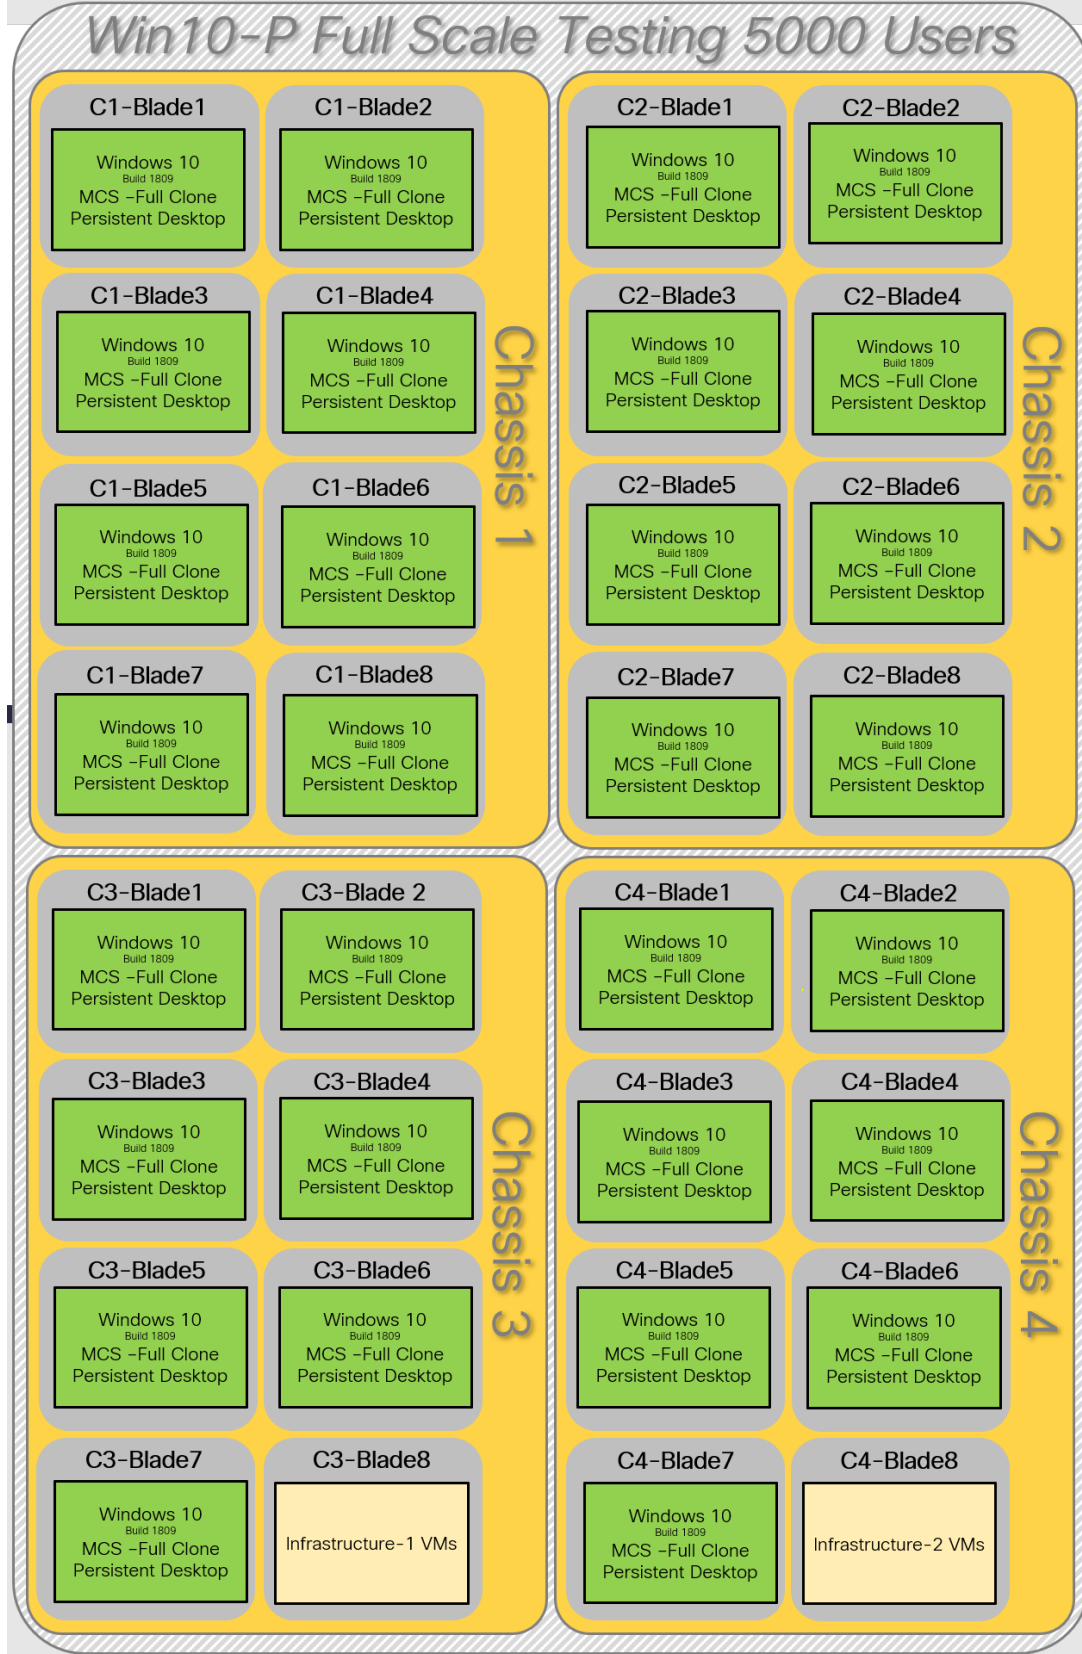 Win10-P Full Scale Testing 5000 Users
C1-Blade1
Windows 10
Build 1809
MCS -Full Clone
Persistent Desktop
C1-Blade2
Windows 10
Build 1809
MCS -Full Clone
Persistent Desktop
C1-Blade3
Windows 10
Build 1809
MCS -Full Clone
Persistent Desktop
C1-Blade4
Windows 10
Build 1809
MCS -Full Clone
Persistent Desktop
C1-Blade5
Windows 10
Build 1809
MCS -Full Clone
Persistent Desktop
C1-Blade6
Windows 10
Build 1809
MCS -Full Clone
Persistent Desktop
C1-Blade7
Windows 10
Build 1809
MCS -Full Clone
Persistent Desktop
C1-Blade8
Windows 10
Build 1809
MCS -Full Clone
Persistent Desktop
Chassis 1
C2-Blade1
Windows 10
Build 1809
MCS -Full Clone
Persistent Desktop
C2-Blade2
Windows 10
Build 1809
MCS -Full Clone
Persistent Desktop
C2-Blade3
Windows 10
Build 1809
MCS -Full Clone
Persistent Desktop
C2-Blade4
Windows 10
Build 1809
MCS -Full Clone
Persistent Desktop
C2-Blade5
Windows 10
Build 1809
MCS -Full Clone
Persistent Desktop
C2-Blade6
Windows 10
Build 1809
MCS -Full Clone
Persistent Desktop
C2-Blade7
Windows 10
Build 1809
MCS -Full Clone
Persistent Desktop
C2-Blade8
Windows 10
Build 1809
MCS -Full Clone
Persistent Desktop
Chassis 2
C3-Blade1
Windows 10
Build 1809
MCS -Full Clone
Persistent Desktop
C3-Blade 2
Windows 10
Build 1809
MCS -Full Clone
Persistent Desktop
C3-Blade3
Windows 10
Build 1809
MCS -Full Clone
Persistent Desktop
C3-Blade4
Windows 10
Build 1809
MCS -Full Clone
Persistent Desktop
C3-Blade5
Windows 10
Build 1809
MCS -Full Clone
Persistent Desktop
C3-Blade6
Windows 10
Build 1809
MCS -Full Clone
Persistent Desktop
C3-Blade7
Windows 10
Build 1809
MCS -Full Clone
Persistent Desktop
C3-Blade8
Infrastructure-1 VMs
Chassis 3
C4-Blade1
Windows 10
Build 1809
MCS -Full Clone
Persistent Desktop
C4-Blade2
Windows 10
Build 1809
MCS -Full Clone
Persistent Desktop
C4-Blade3
Windows 10
Build 1809
MCS -Full Clone
Persistent Desktop
C4-Blade4
Windows 10
Build 1809
MCS -Full Clone
Persistent Desktop
C4-Blade5
Windows 10
Build 1809
MCS -Full Clone
Persistent Desktop
C4-Blade6
Windows 10
Build 1809
MCS -Full Clone
Persistent Desktop
C4-Blade7
Windows 10
Build 1809
MCS -Full Clone
Persistent Desktop
C4-Blade8
Infrastructure-2 VMs
Chassis 4